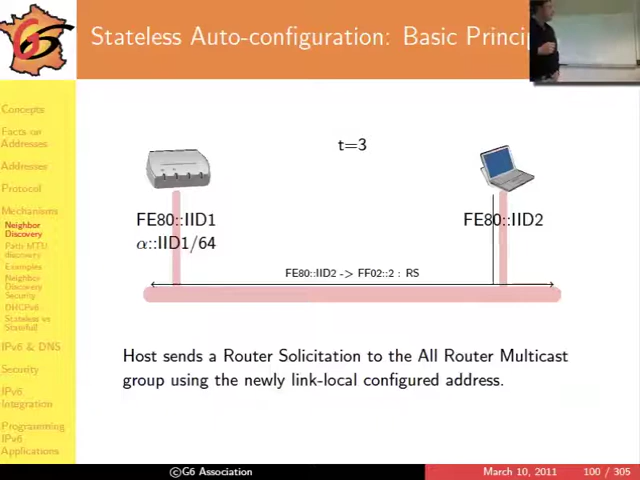 Stateless Auto-configuration: Basic Princip
G6
Concepts
Facts on
Addresses
Addresses
Protocol
Mechanisms
Neighbor
Discovery
Path MTU
discovery
Examples
Neighbor
Discovery
Security
DHCPv6
Stateless vs
Statefull
IPv6 & DNS
Security
IPv6
Integration
Programming
IPv6
Applications
t=3
FE80::IID1
α::IID1/64
FE80::IID2
FE80::IID2 -> FF02::2 : RS
Host sends a Router Solicitation to the All Router Multicast
group using the newly link-local configured address.
©G6 Association
March 10, 2011
100 / 305